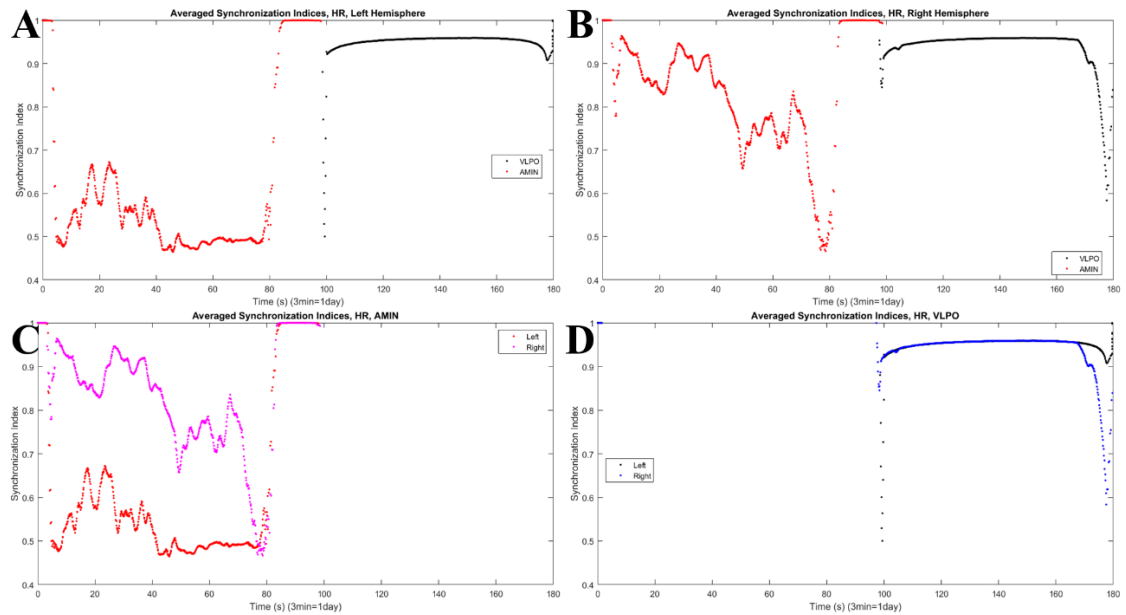 A
Averaged Synchronization Indices, HR, Left Hemisphere
Synchronization Index
1
0.9
0.8
0.7
0.6
0.5
0.4
VLPO
AMIN
0 20 40 60 80 100 120 140 160 180
Time (s) (3min=1day)
B
Averaged Synchronization Indices, HR, Right Hemisphere
Synchronization Index
1
0.9
0.8
0.7
0.6
0.5
0.4
VLPO
AMIN
0 20 40 60 80 100 120 140 160 180
Time (s) (3min=1day)
C
Averaged Synchronization Indices, HR, AMIN
Synchronization Index
1
0.9
0.8
0.7
0.6
0.5
0.4
Left
Right
0 20 40 60 80 100 120 140 160 180
Time (s) (3min=1day)
D
Averaged Synchronization Indices, HR, VLPO
Synchronization Index
1
0.9
0.8
0.7
0.6
0.5
0.4
Left
Right
0 20 40 60 80 100 120 140 160 180
Time (s) (3min=1day)